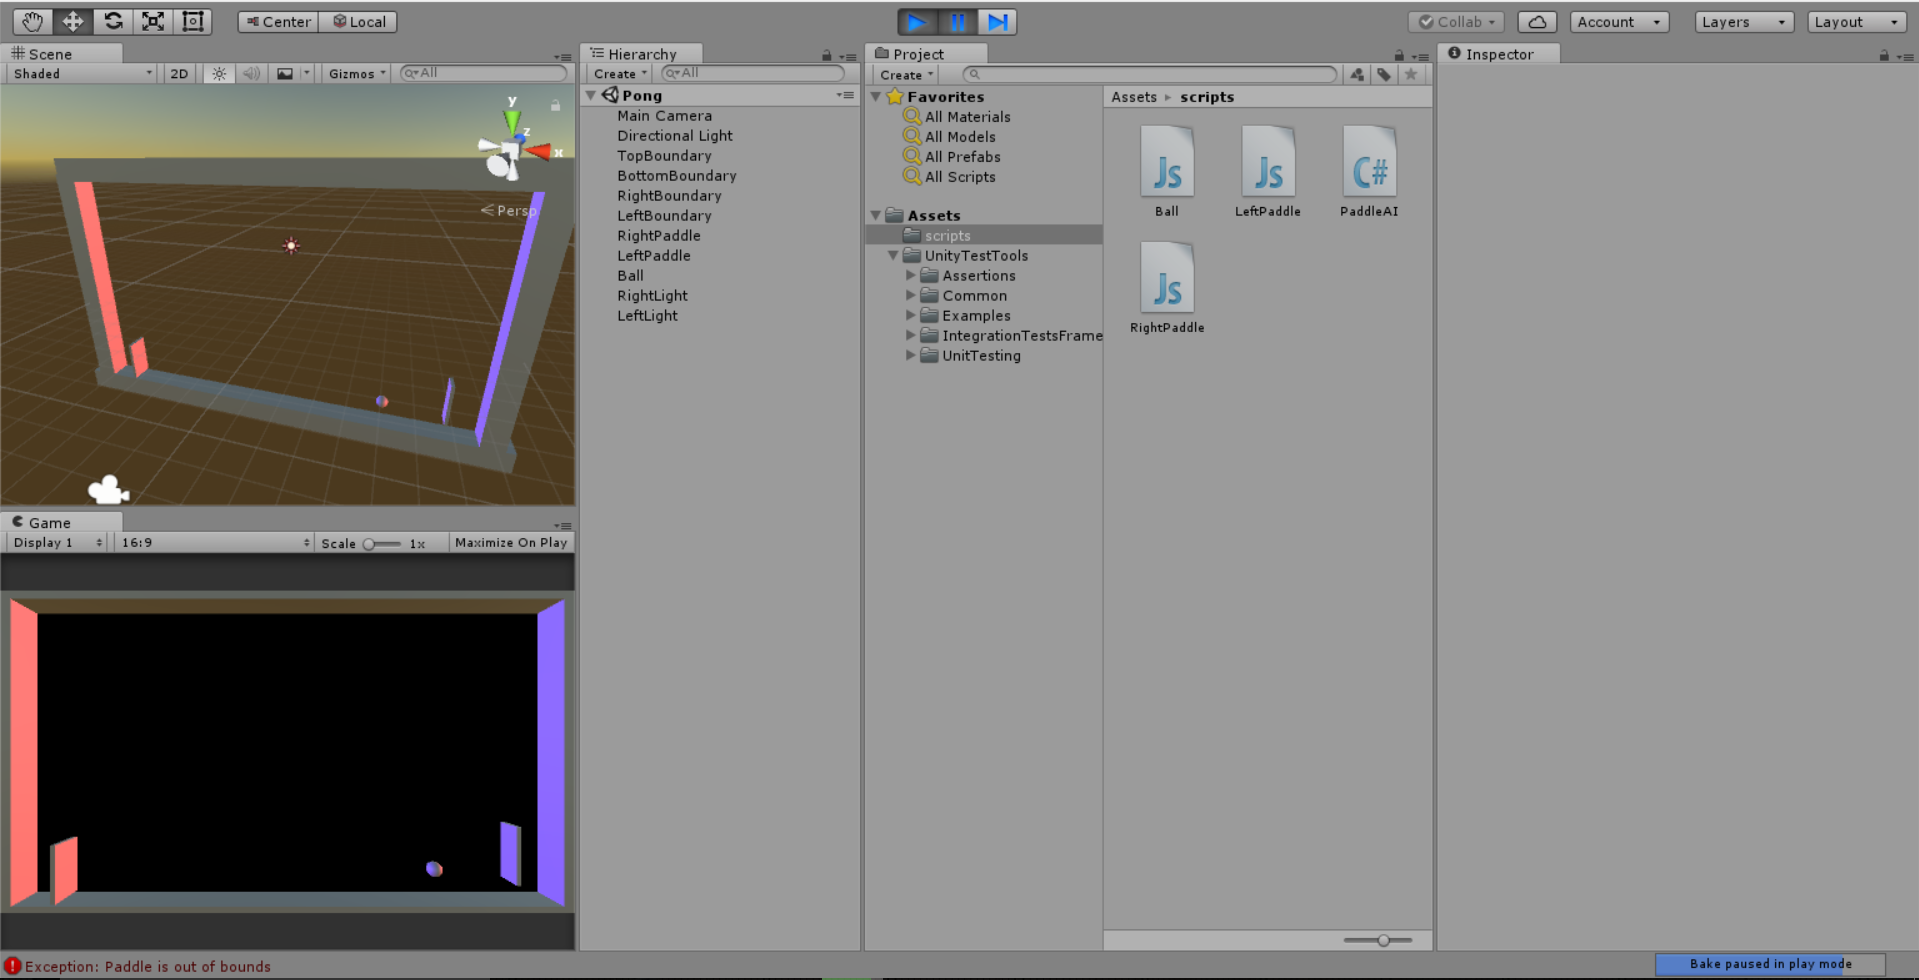 Center Local Collab Account Layers Layout
Scene
Shaded 2D Gizmos All
y
z
x
Persp
Game
Display 1 16:9 Scale 1x Maximize On Play
Hierarchy
Create All
Pong
Main Camera
Directional Light
TopBoundary
BottomBoundary
RightBoundary
LeftBoundary
RightPaddle
LeftPaddle
Ball
RightLight
LeftLight
Project
Create
Favorites
All Materials
All Models
All Prefabs
All Scripts
Assets
scripts
UnityTestTools
Assertions
Common
Examples
IntegrationTestsFrame
UnitTesting
Assets scripts
Js Js C#
Ball LeftPaddle PaddleAI
Js
RightPaddle
Inspector
Exception: Paddle is out of bounds
Bake paused in play mode